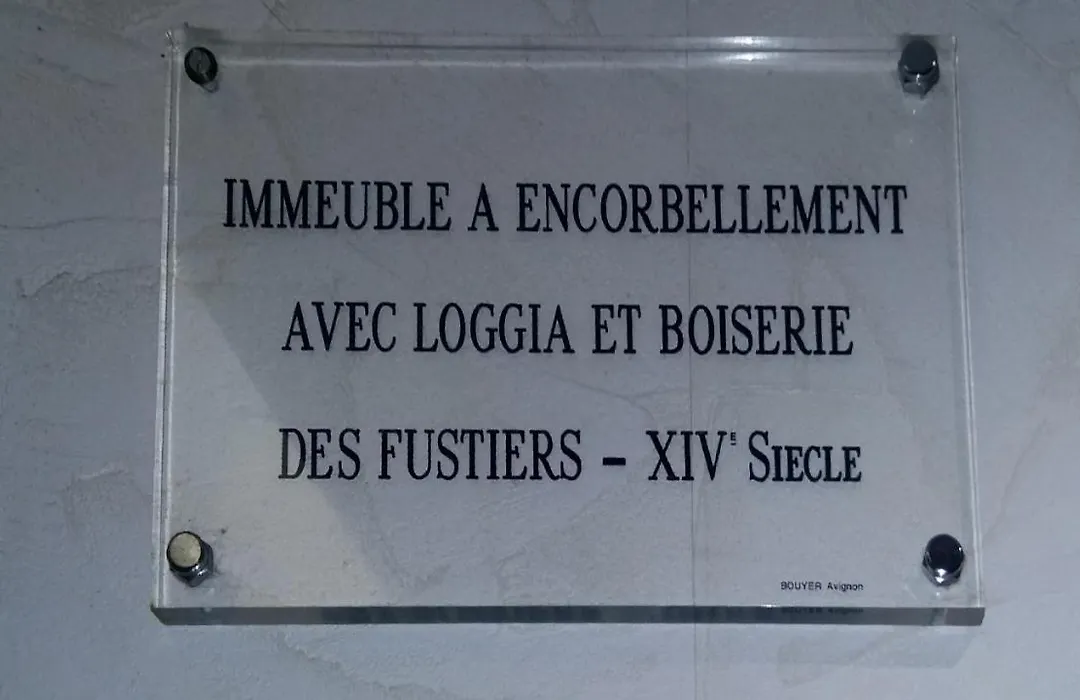 IMMEUBLE A ENCORBELLEMENT
AVEC LOGGIA ET BOISERIE
DES FUSTIERS – XIVE SIECLE
BOUYER Avignon